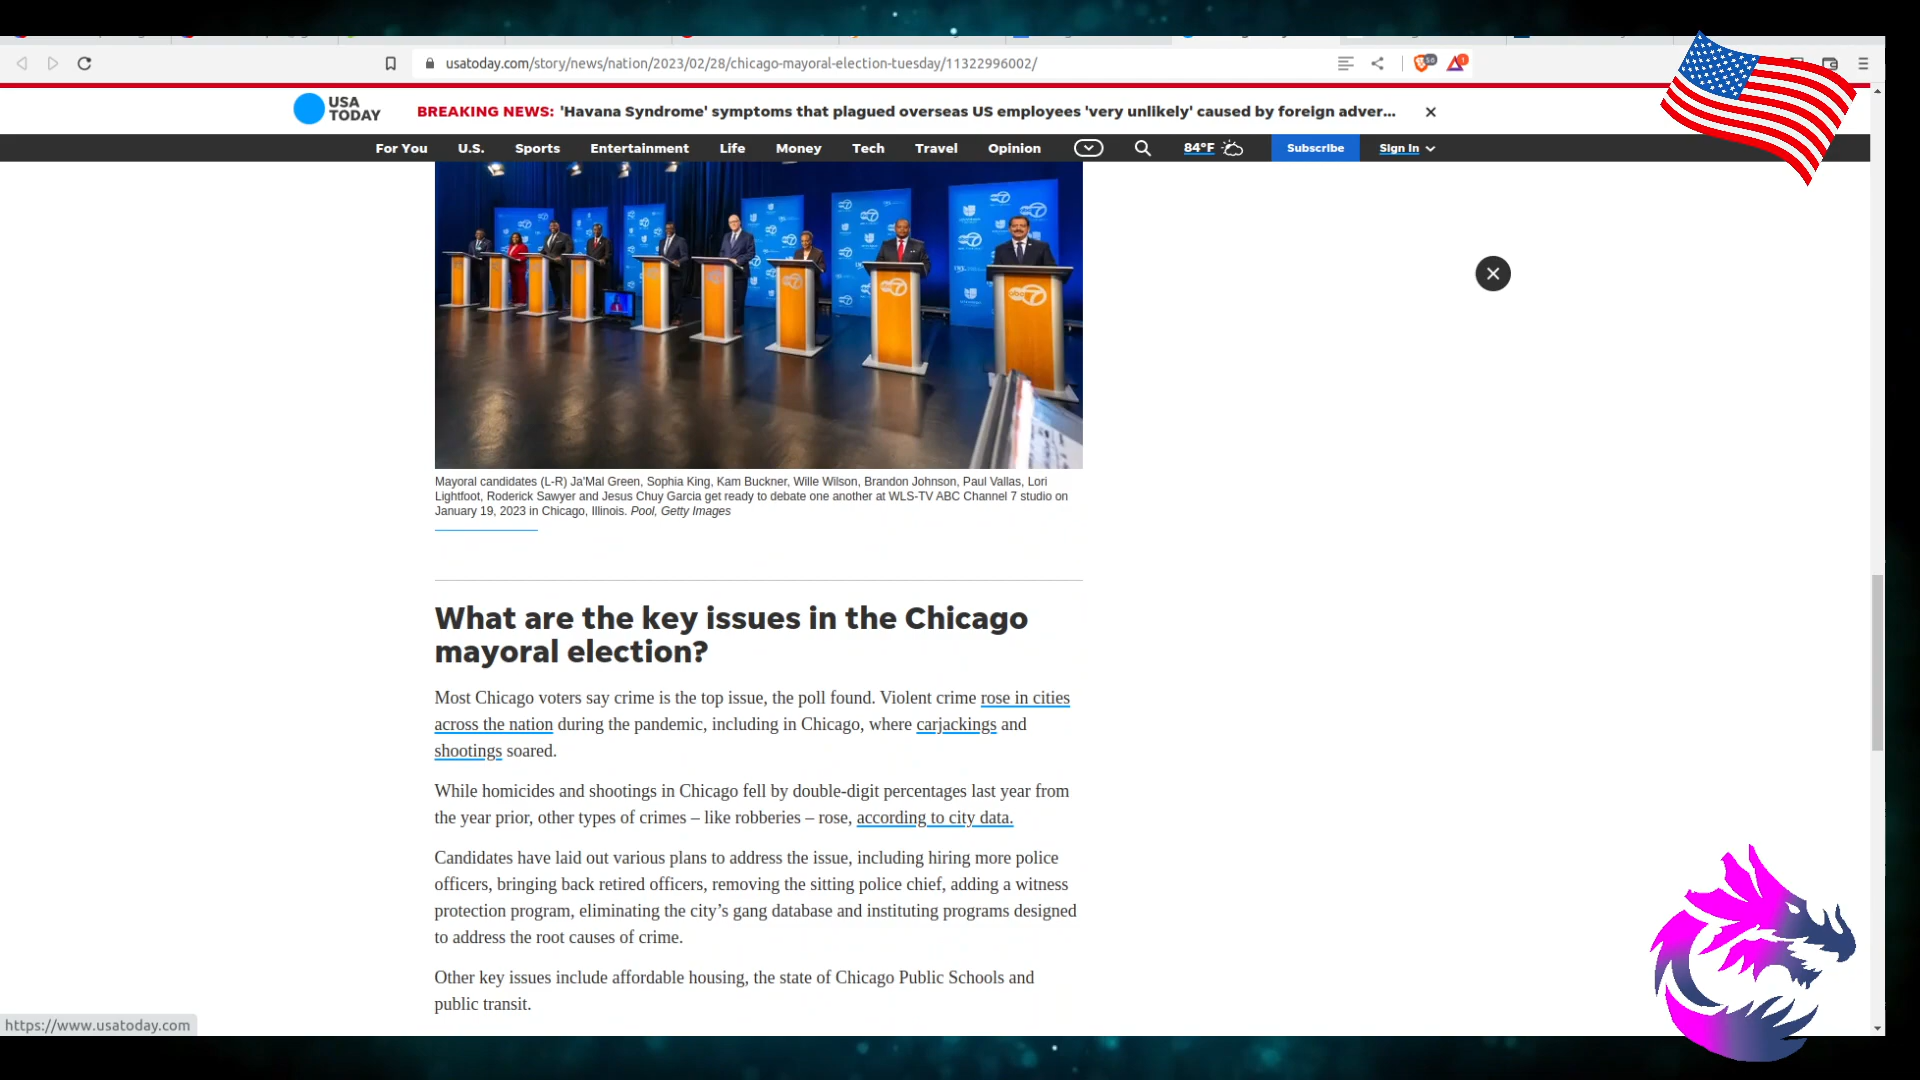 usatoday.com/story/news/nation/2023/02/28/chicago-mayoral-election-tuesday/11322996002/
56
1
USA
TODAY
BREAKING NEWS: 'Havana Syndrome' symptoms that plagued overseas US employees 'very unlikely' caused by foreign adver...
For You U.S. Sports Entertainment Life Money Tech Travel Opinion 84°F Subscribe Sign In
Mayoral candidates (L-R) Ja'Mal Green, Sophia King, Kam Buckner, Wille Wilson, Brandon Johnson, Paul Vallas, Lori
Lightfoot, Roderick Sawyer and Jesus Chuy Garcia get ready to debate one another at WLS-TV ABC Channel 7 studio on
January 19, 2023 in Chicago, Illinois. Pool, Getty Images
What are the key issues in the Chicago
mayoral election?
Most Chicago voters say crime is the top issue, the poll found. Violent crime rose in cities
across the nation during the pandemic, including in Chicago, where carjackings and
shootings soared.
While homicides and shootings in Chicago fell by double-digit percentages last year from
the year prior, other types of crimes – like robberies – rose, according to city data.
Candidates have laid out various plans to address the issue, including hiring more police
officers, bringing back retired officers, removing the sitting police chief, adding a witness
protection program, eliminating the city’s gang database and instituting programs designed
to address the root causes of crime.
Other key issues include affordable housing, the state of Chicago Public Schools and
public transit.
https://www.usatoday.com